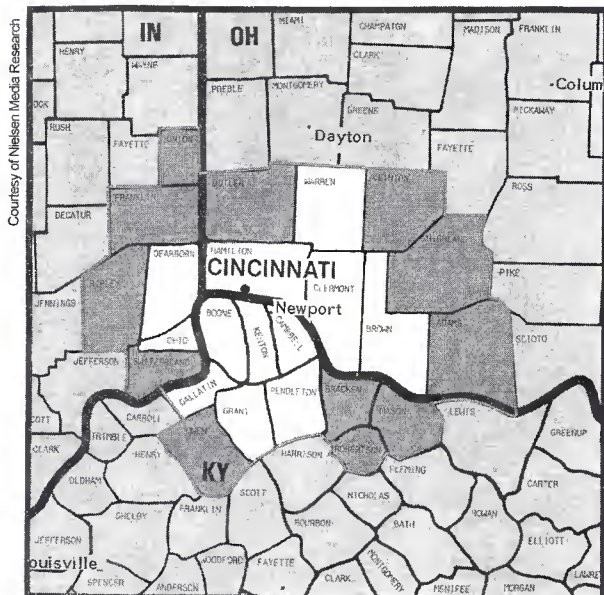 Courtesy of Nielsen Media Research
IN
OH
MIAMI
CHAMPAIGN
MADISON
FRANKLIN
HENRY
CLARK
WAYNE
Colum
PREBLE
MONTGOMERY
GREENE
PICKAWAY
OOK
RUSH
Dayton
FAYETTE
UNION
FAYETTE
WARREN
CLINTON
ROSS
BUTLER
FRANKLIN
DECATUR
HIGHLAND
DEARBORN
HAMILTON
CINCINNATI
PIKE
CLERMONT
RIPLEY
JENNINGS
Newport
BOONE
CAMPBELL
KENTON
BROWN
ADAMS
SCIOTO
OHIO
JEFFERSON
SWITZERLAND
GALLATIN
PENDLETON
BRACKEN
MASON
LEWIS
CARROLL
GRANT
SCOTT
TRIMBLE
OWEN
ROBERTSON
GREENUP
CLARK
HENRY
KY
HARRISON
FLEMING
OLDHAM
CARTER
SCOTT
NICHOLAS
FRANKLIN
ROWAN
SHELBY
BOURBON
BATH
JEFFERSON
ELLIOTT
ouisville
WOODFORD
FAYETTE
MONTGOMERY
LAWRE
SPENCER
ANDERSON
CLARK
MENIFEE
MORGAN